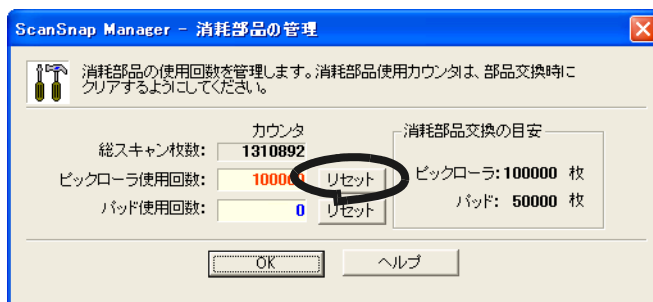 ScanSnap Manager - 消耗部品の管理
消耗部品の使用回数を管理します。消耗部品使用カウンタは、部品交換時に
クリアするようにしてください。
カウンタ
消耗部品交換の目安
総スキャン枚数: 1310892
ピックローラ使用回数: 100000 リセット
ピックローラ: 100000 枚
パッド使用回数: 0 リセット
パッド: 50000 枚
OK ヘルプ